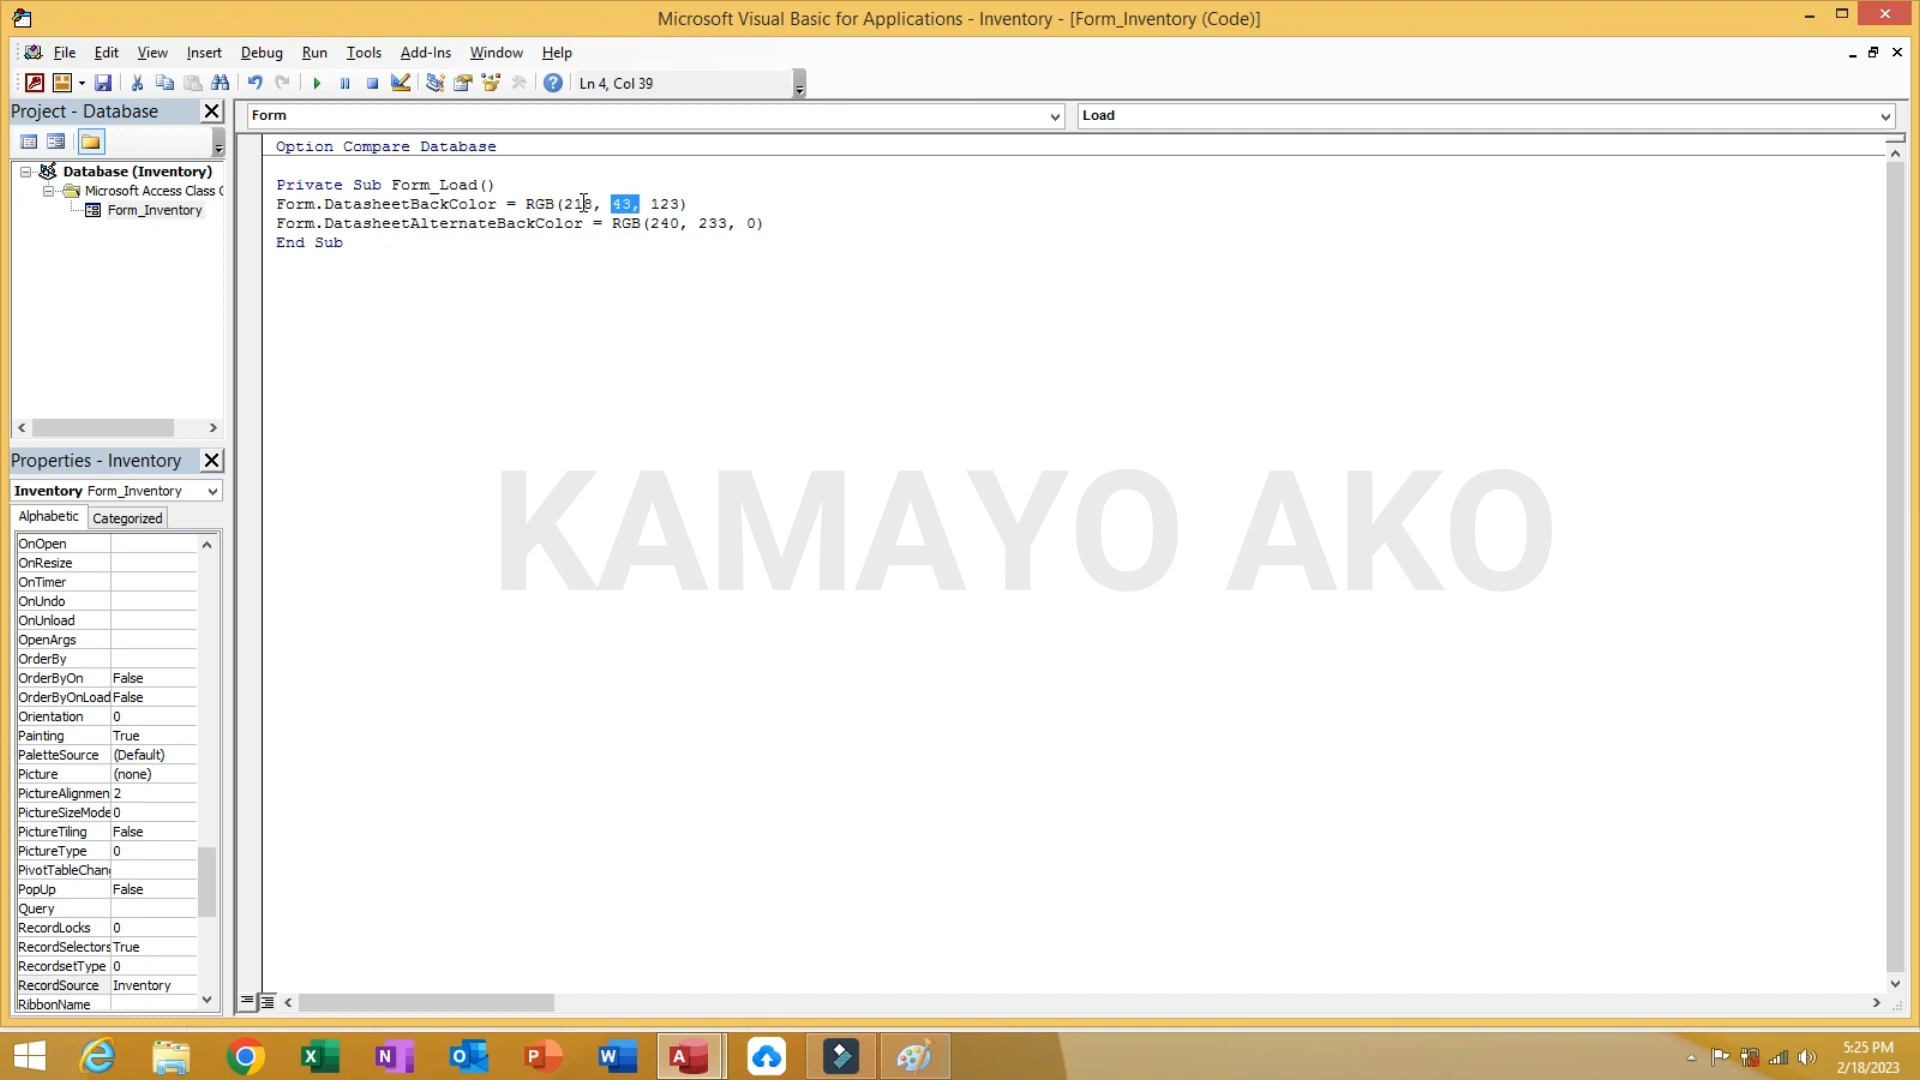 Microsoft Visual Basic for Applications - Inventory - [Form_Inventory (Code)]
File Edit View Insert Debug Run Tools Add-Ins Window Help
Ln 4, Col 39
Project - Database
Form
Load
Database (Inventory)
Microsoft Access Class
Form_Inventory
Option Compare Database
Private Sub Form_Load()
Form.DatasheetBackColor = RGB(218, 43, 123)
Form.DatasheetAlternateBackColor = RGB(240, 233, 0)
End Sub
KAMAYO AKO
Properties - Inventory
Inventory Form_Inventory
Alphabetic Categorized
OnOpen
OnResize
OnTimer
OnUndo
OnUnload
OpenArgs
OrderBy
OrderByOn False
OrderByOnLoad False
Orientation 0
Painting True
PaletteSource (Default)
Picture (none)
PictureAlignmen 2
PictureSizeMode 0
PictureTiling False
PictureType 0
PivotTableChan
PopUp False
Query
RecordLocks 0
RecordSelectors True
RecordsetType 0
RecordSource Inventory
RibbonName
5:25 PM
2/18/2023